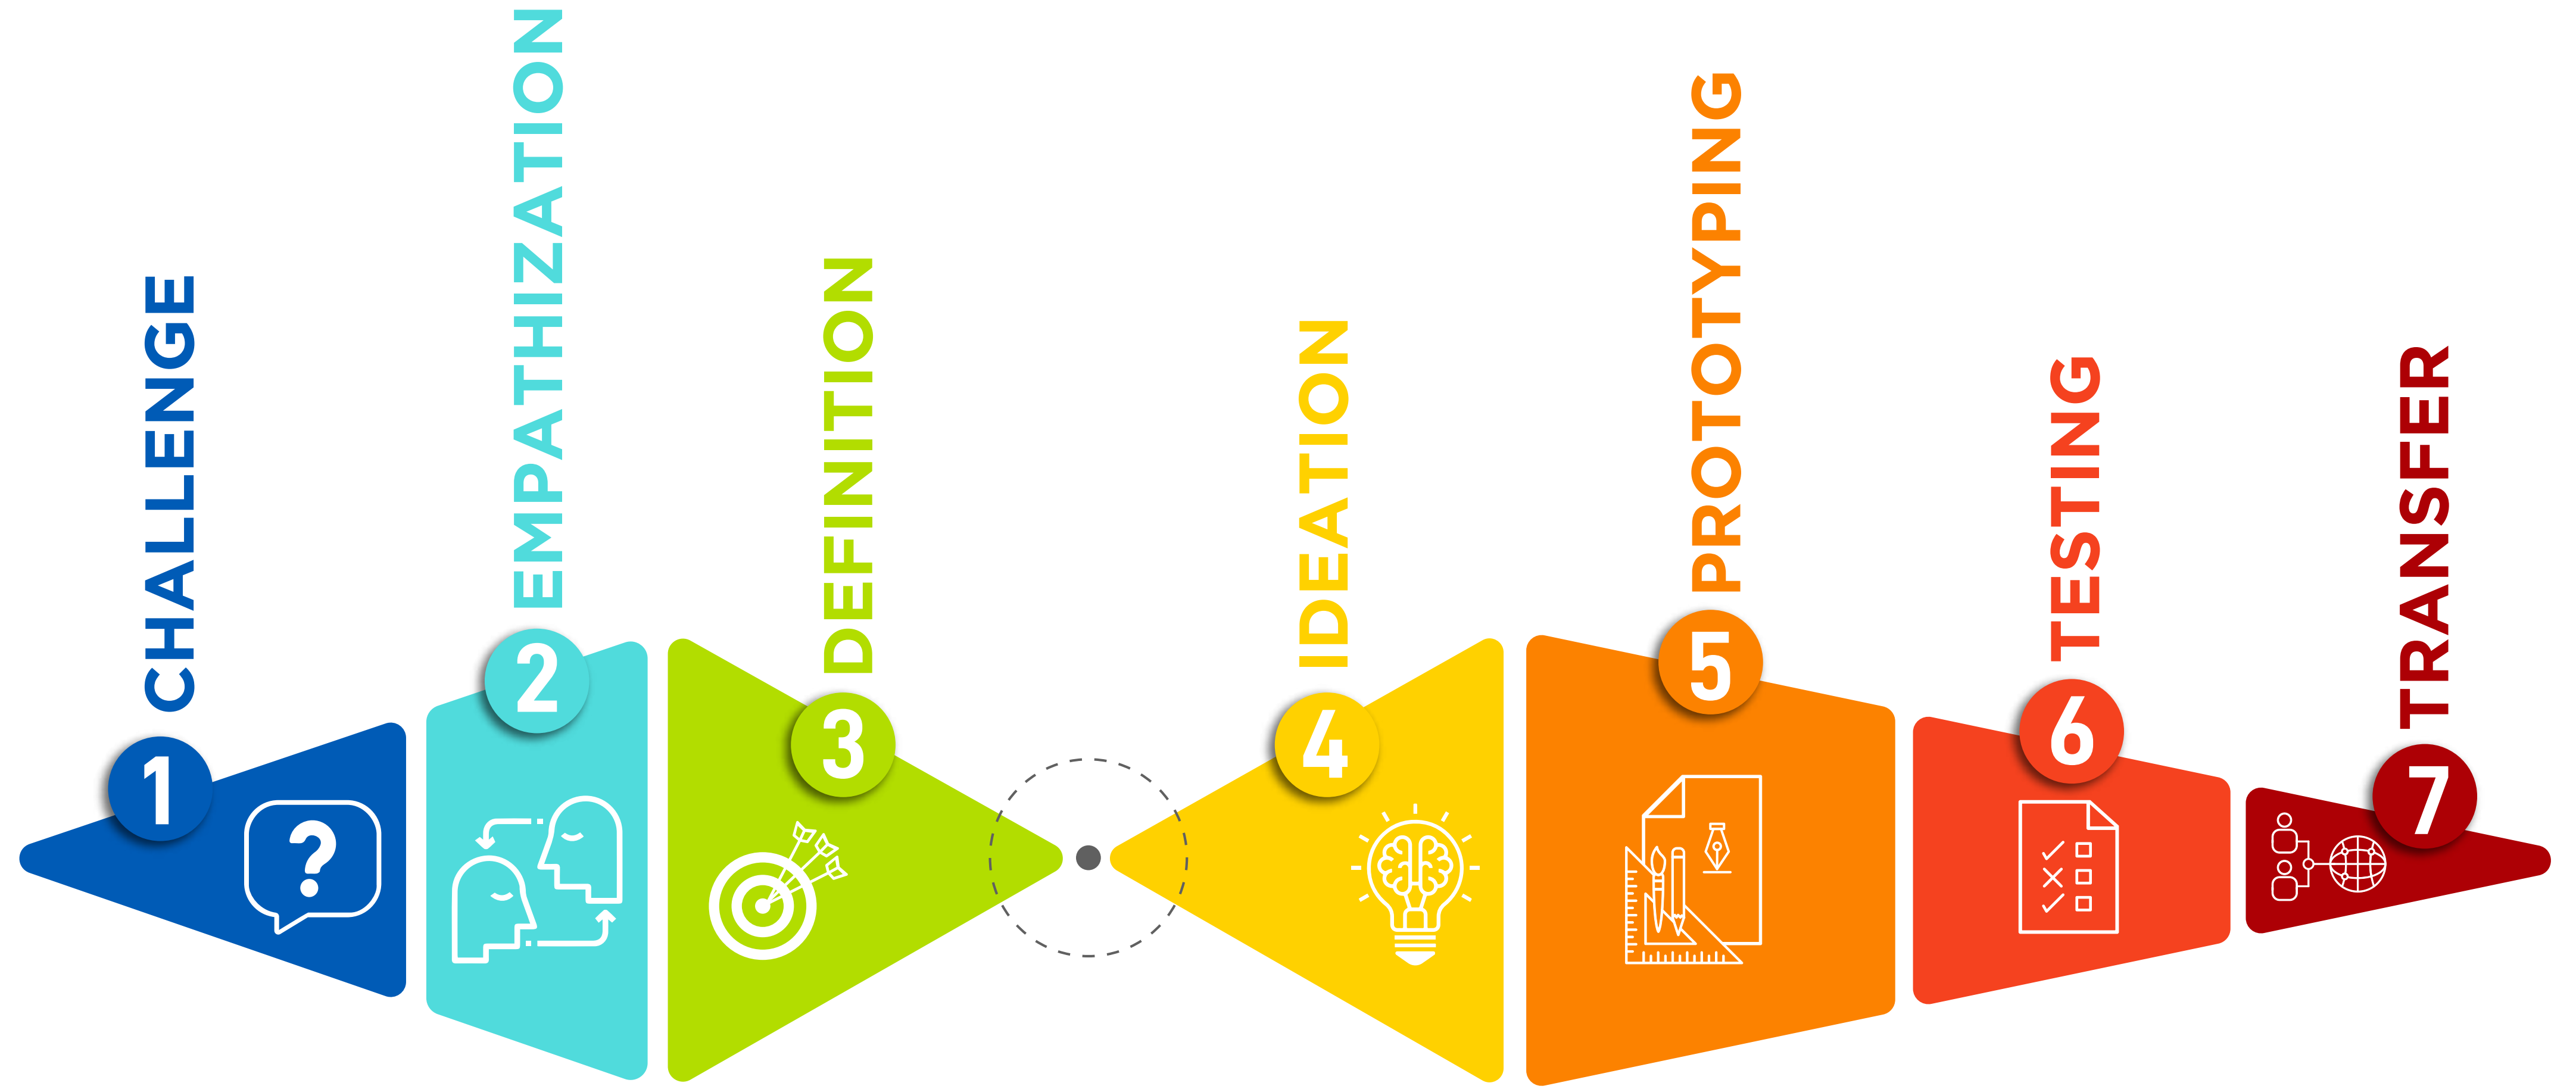 1 CHALLENGE
2 EMPATHIZATION
3 DEFINITION
4 IDEATION
5 PROTOTYPING
6 TESTING
7 TRANSFER
?